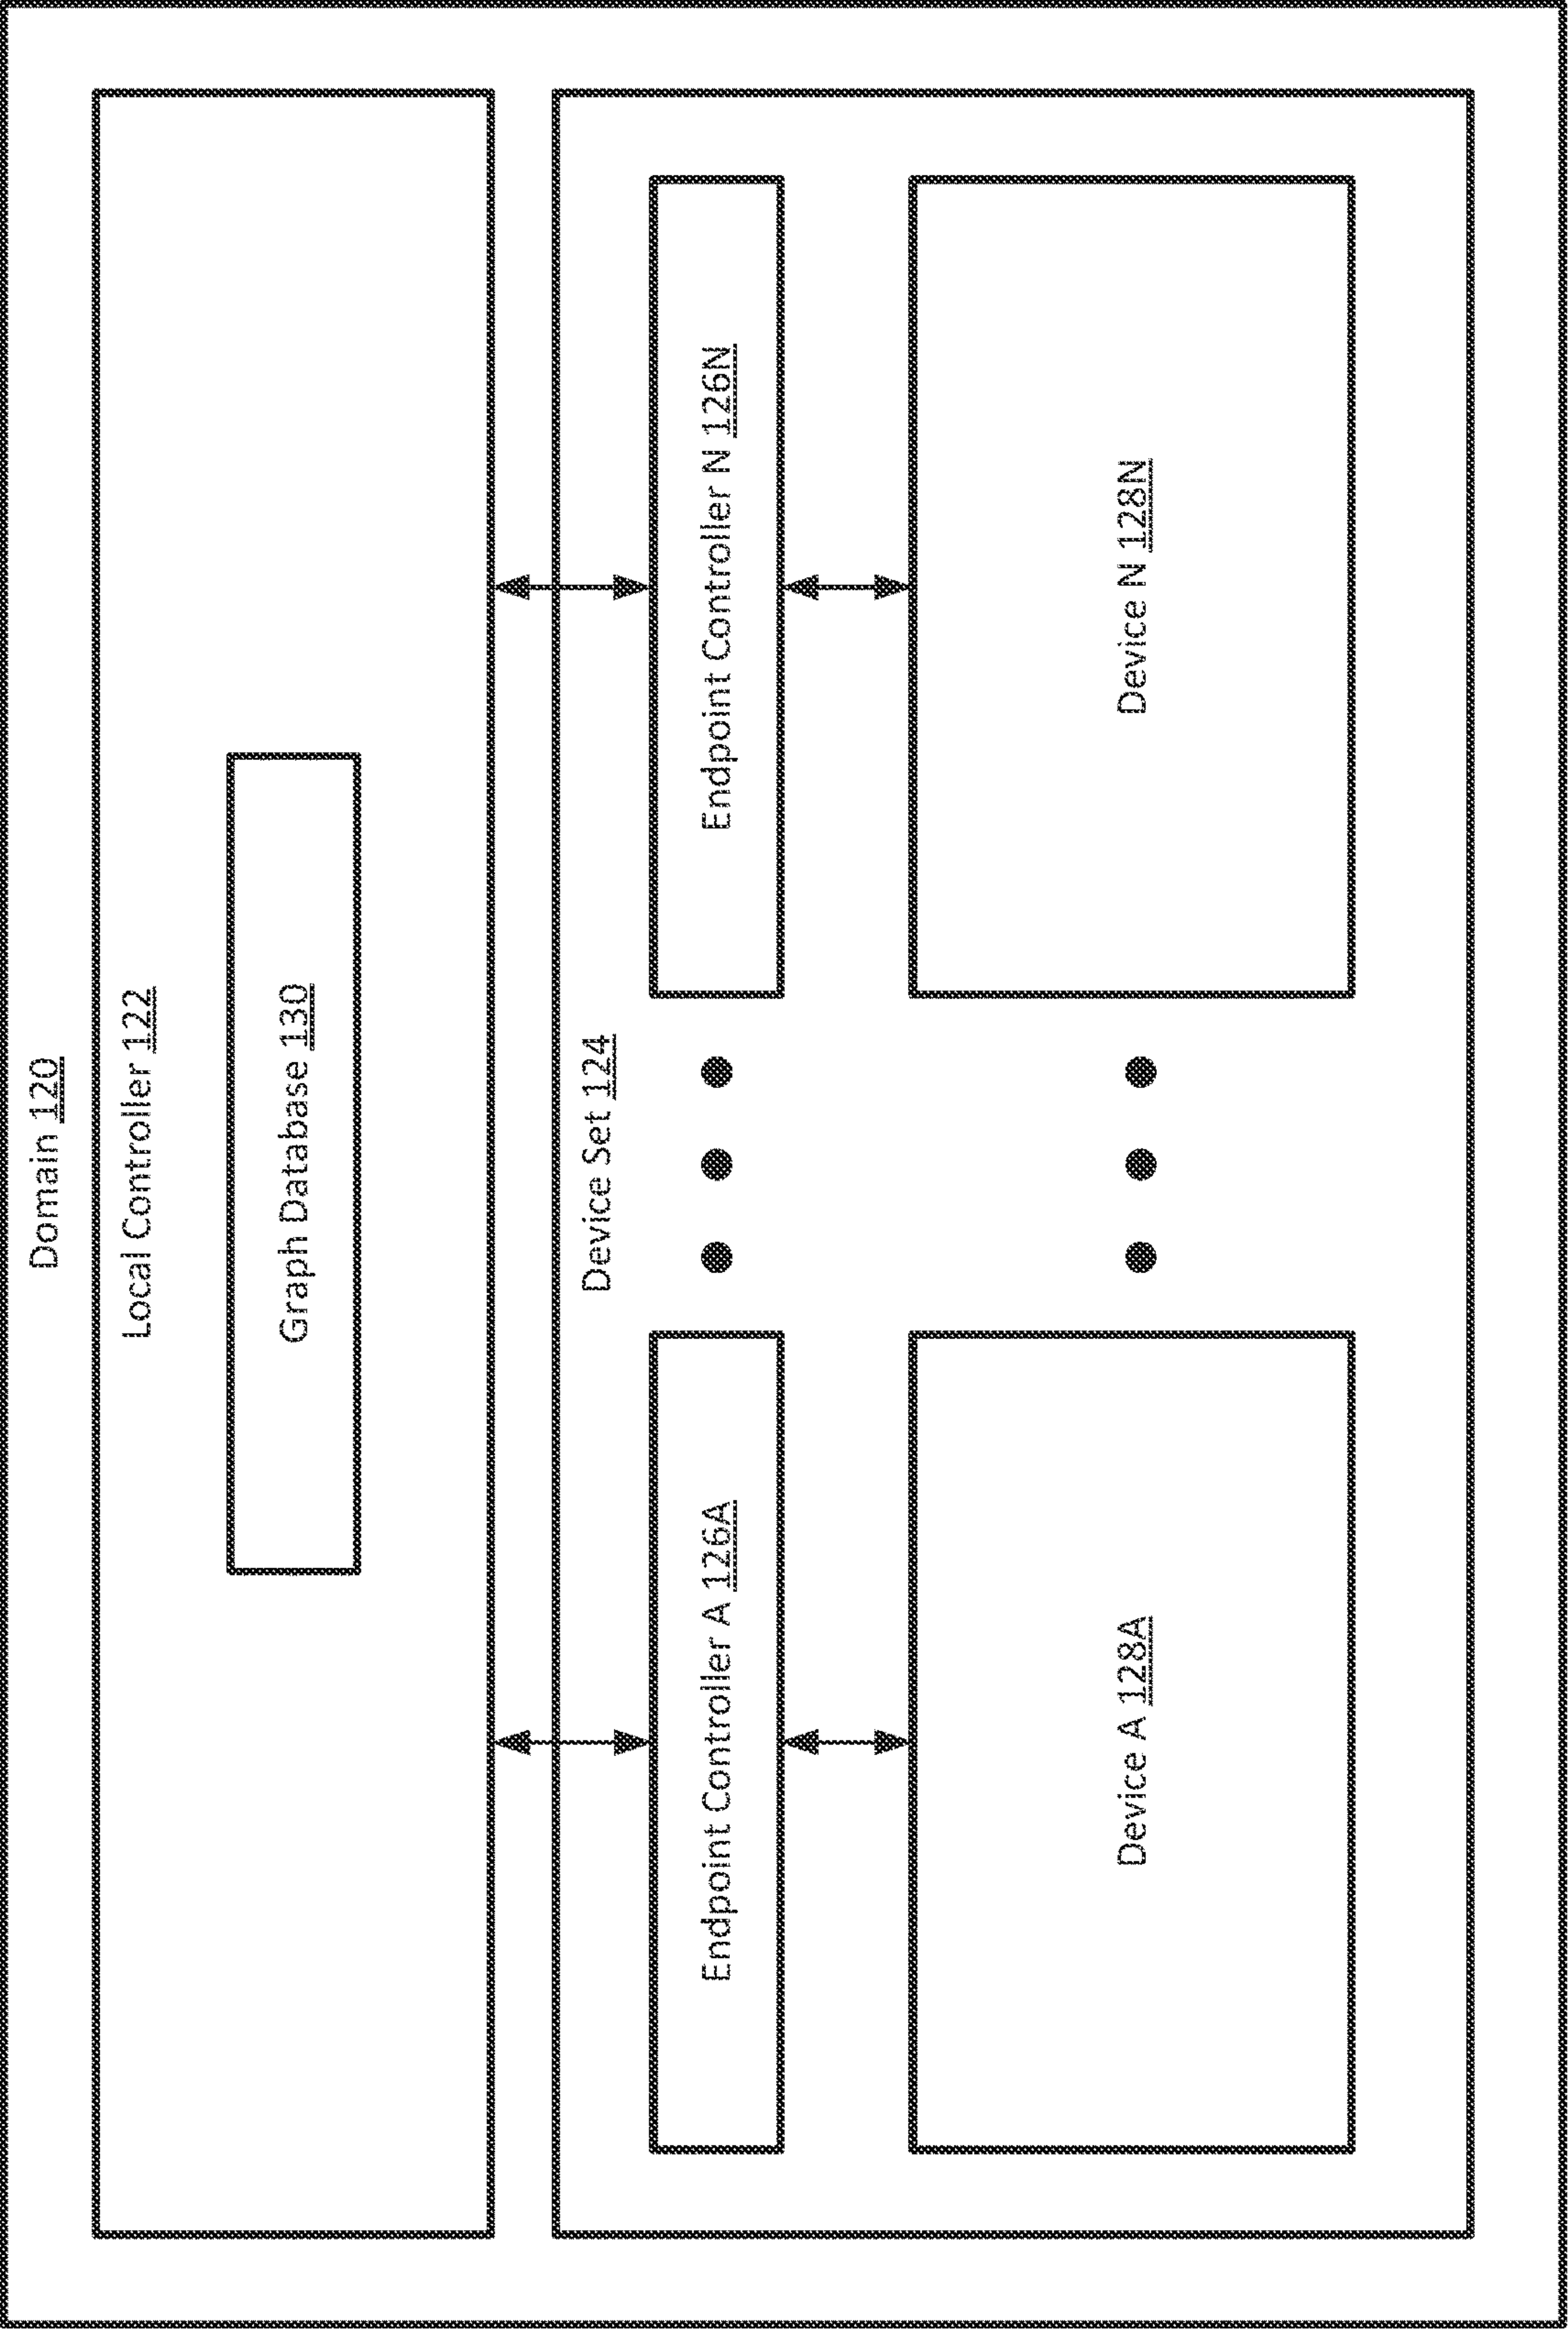 Domain 120
Local Controller 122
Graph Database 130
Device Set 124
Endpoint Controller A 126A
Endpoint Controller N 126N
Device A 128A
Device N 128N